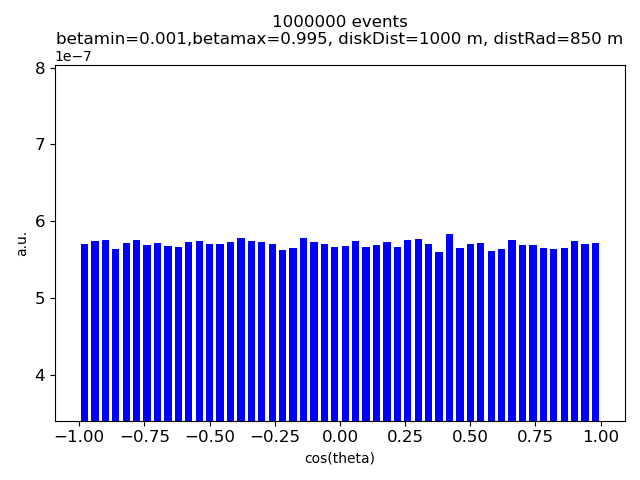 1000000 events
betamin=0.001,betamax=0.995, diskDist=1000 m, distRad=850 m
1e−7
8
7
6
5
4
a.u.
−1.00 −0.75 −0.50 −0.25 0.00 0.25 0.50 0.75 1.00
cos(theta)